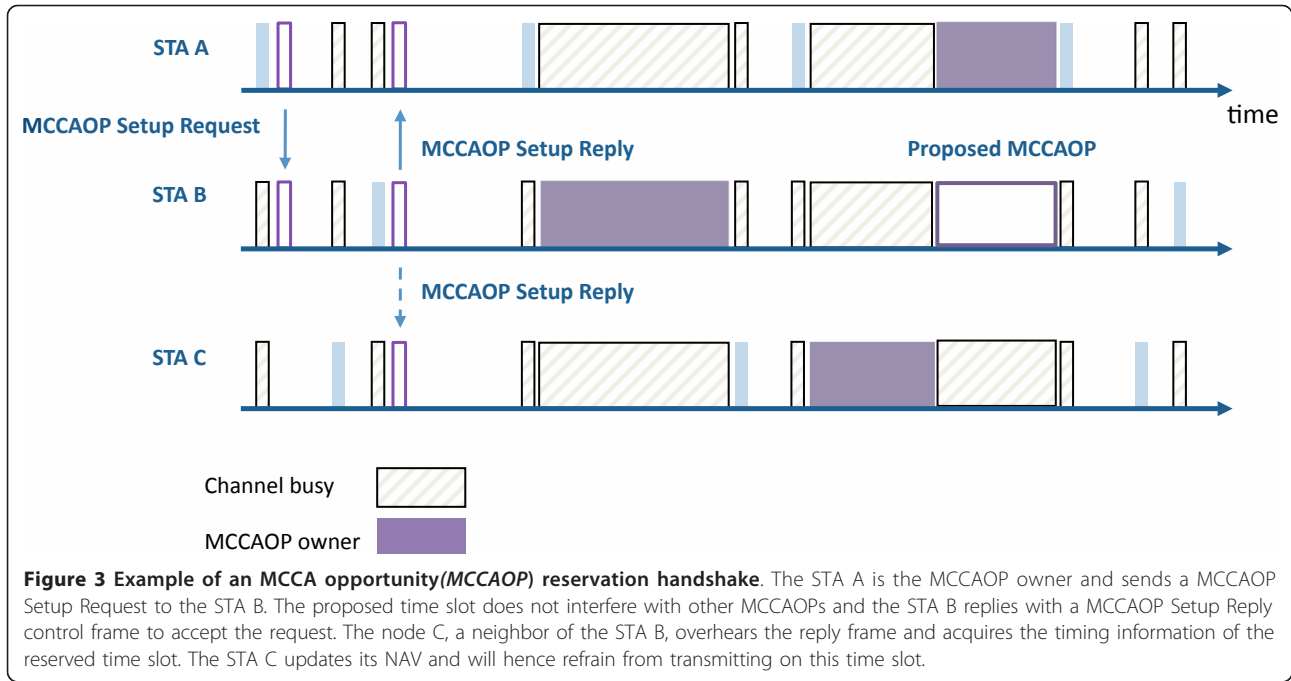 STA A
time
MCCAOP Setup Request
MCCAOP Setup Reply
Proposed MCCAOP
STA B
MCCAOP Setup Reply
STA C
Channel busy
MCCAOP owner
Figure 3 Example of an MCCA opportunity(MCCAOP) reservation handshake. The STA A is the MCCAOP owner and sends a MCCAOP
Setup Request to the STA B. The proposed time slot does not interfere with other MCCAOPs and the STA B replies with a MCCAOP Setup Reply
control frame to accept the request. The node C, a neighbor of the STA B, overhears the reply frame and acquires the timing information of the
reserved time slot. The STA C updates its NAV and will hence refrain from transmitting on this time slot.